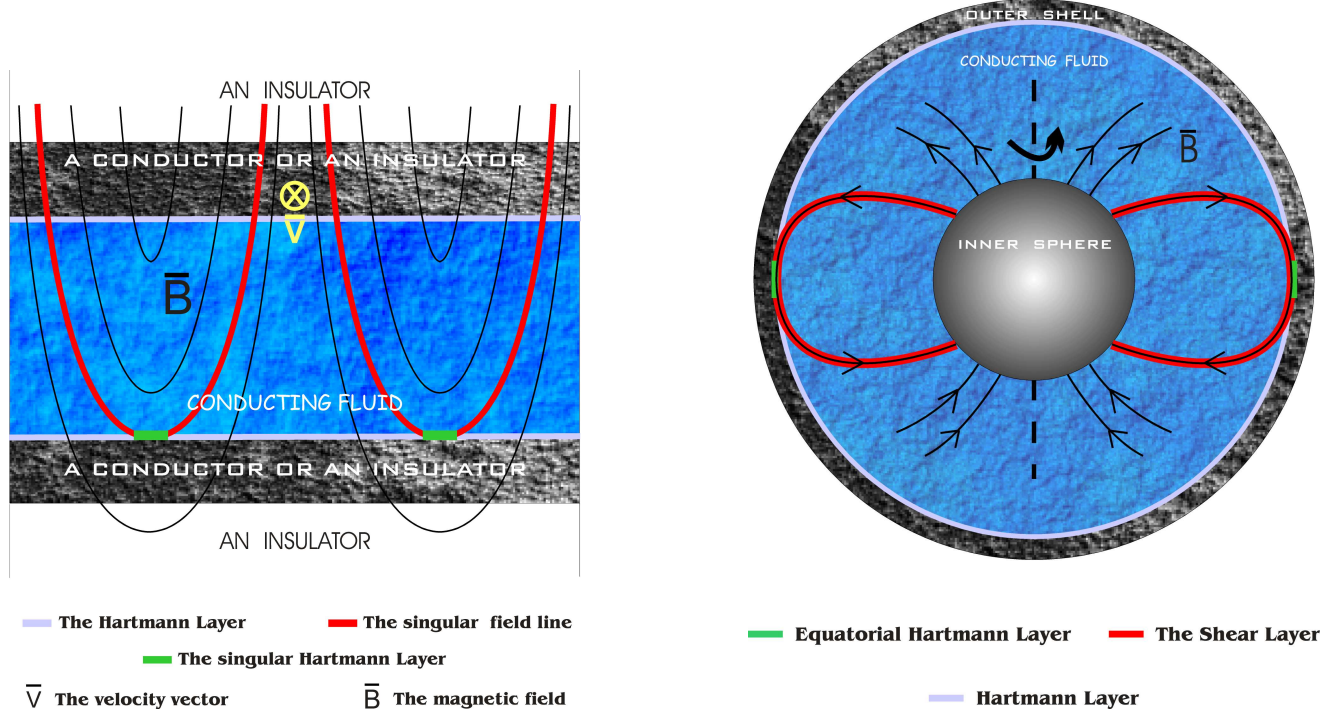 AN INSULATOR
A CONDUCTOR OR AN INSULATOR
V̅
B̅
CONDUCTING FLUID
A CONDUCTOR OR AN INSULATOR
AN INSULATOR
The Hartmann Layer
The singular field line
The singular Hartmann Layer
V̅ The velocity vector
B̅ The magnetic field
OUTER SHELL
CONDUCTING FLUID
B̅
INNER SPHERE
Equatorial Hartmann Layer
The Shear Layer
Hartmann Layer